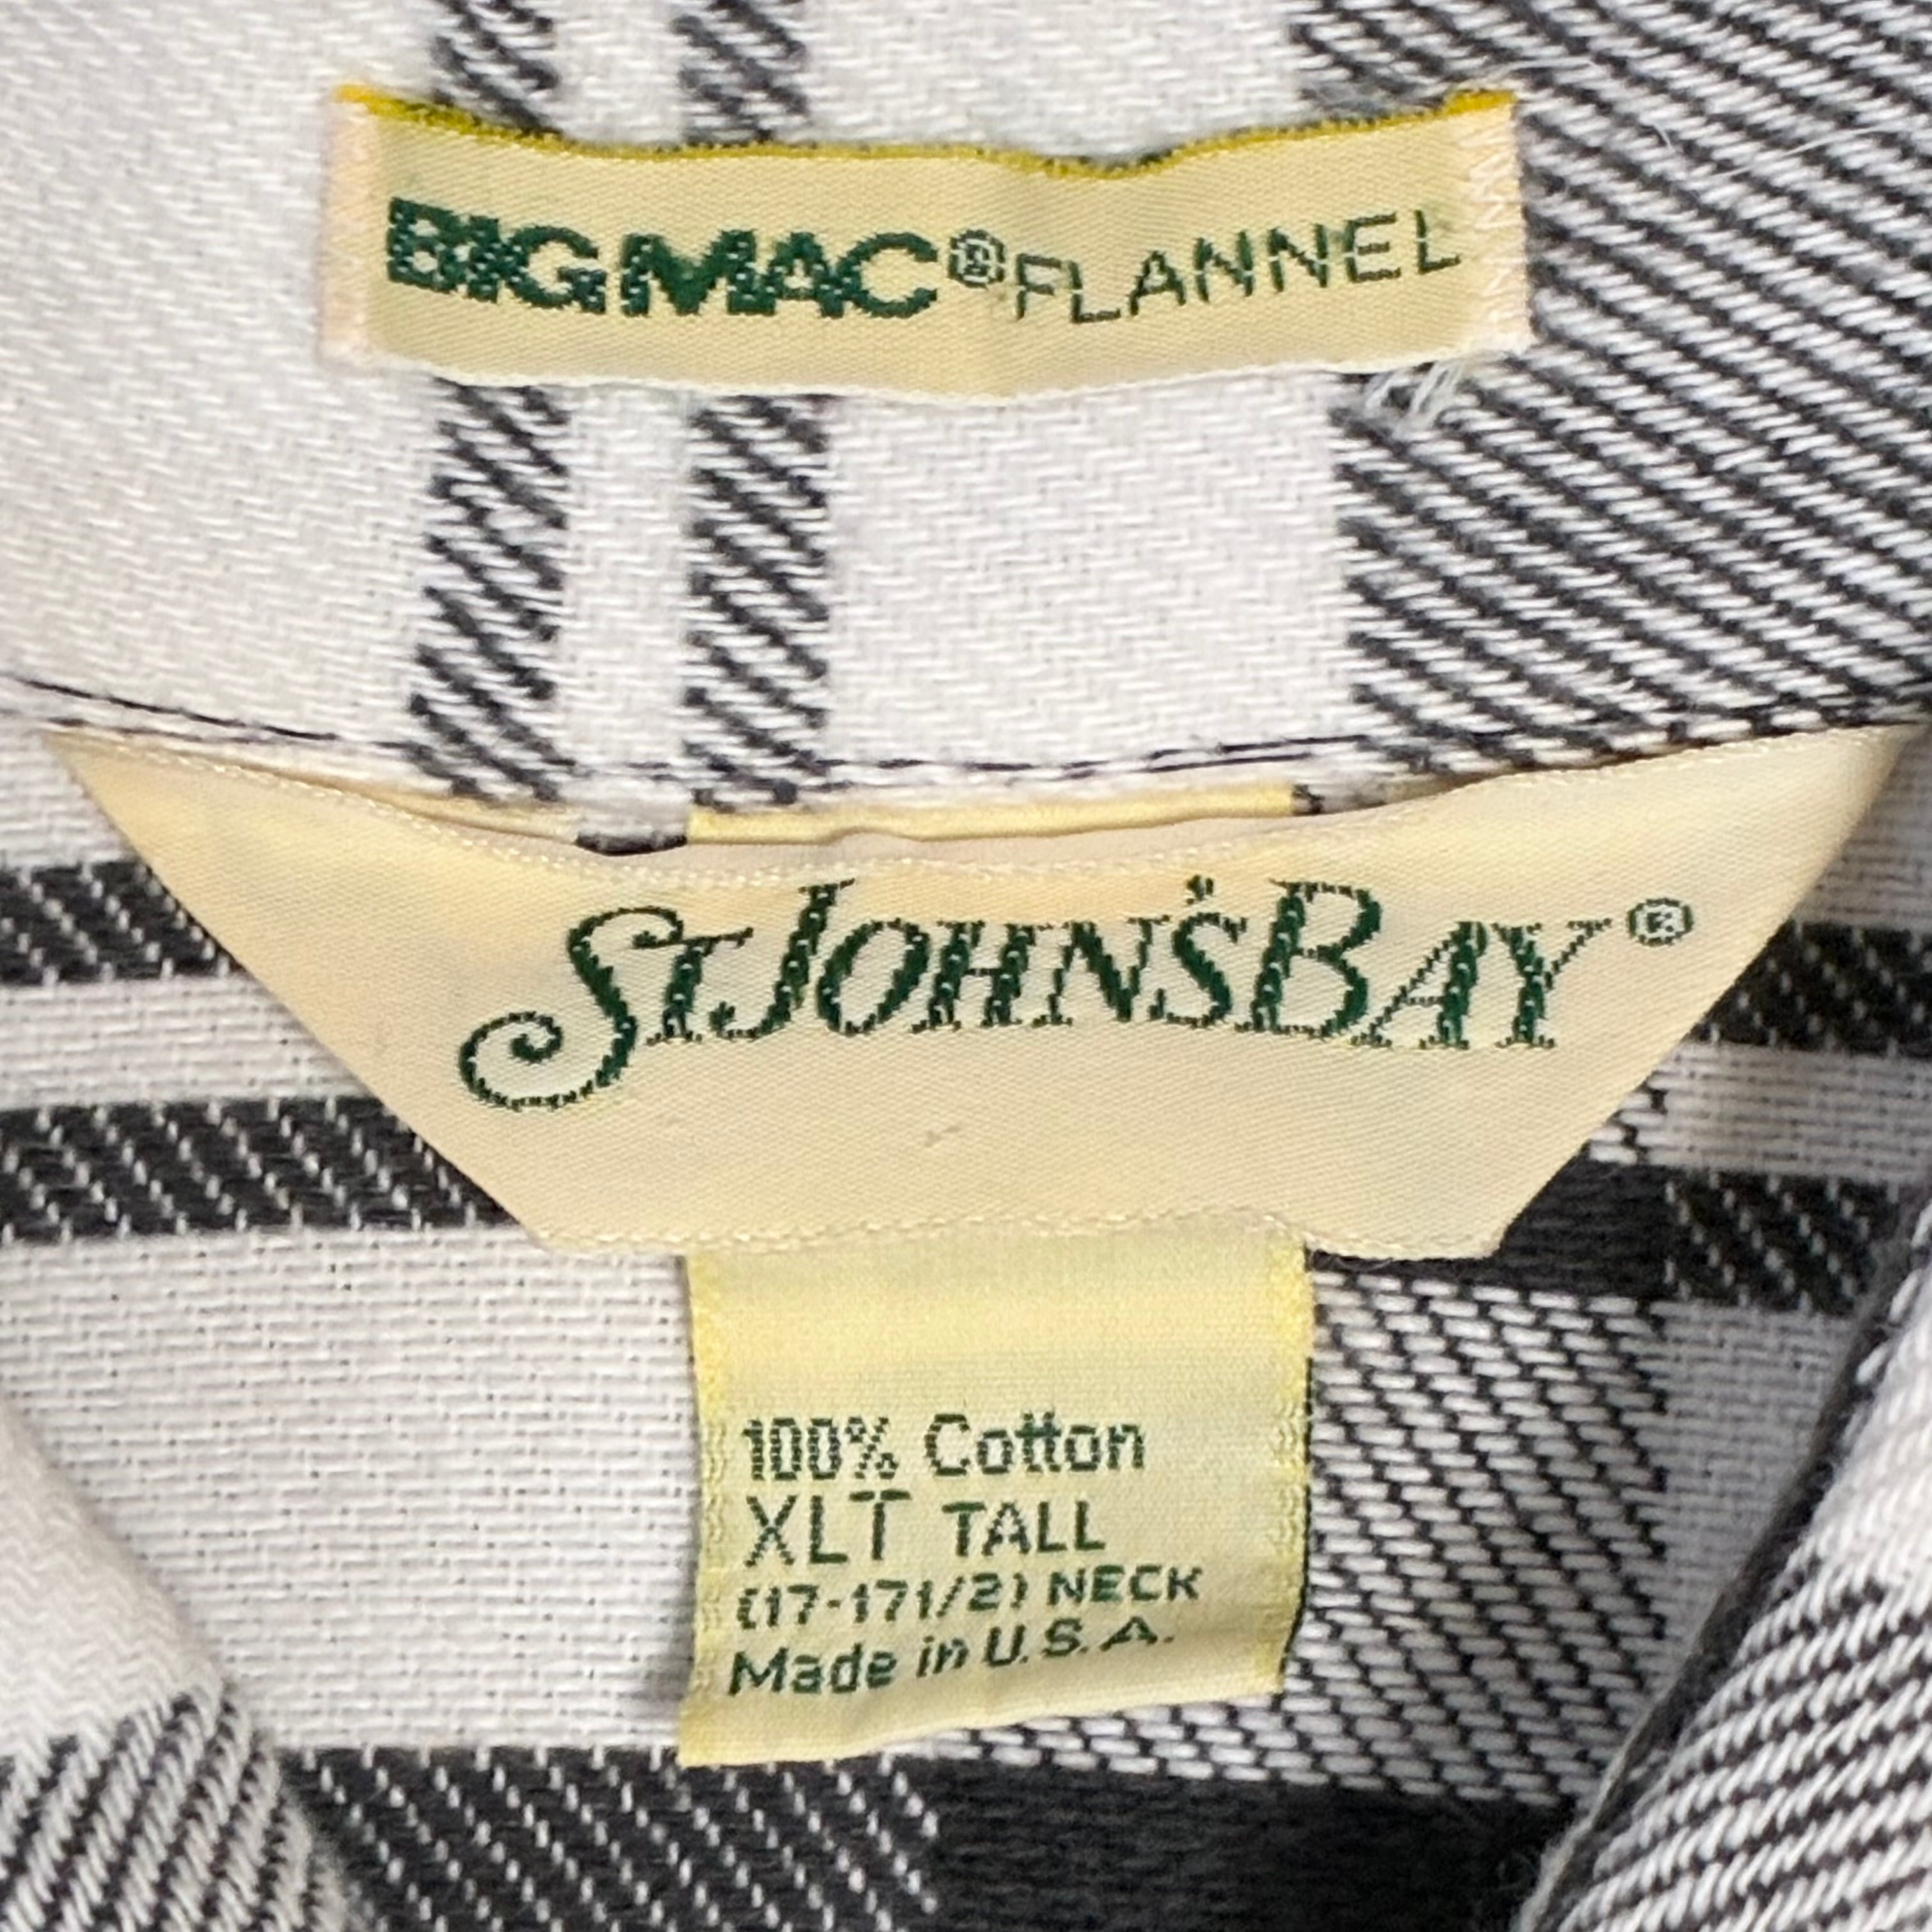 BIG MAC® FLANNEL
ST. JOHN'S BAY®
100% Cotton
XLT TALL
(17-171/2) NECK
Made in U.S.A.